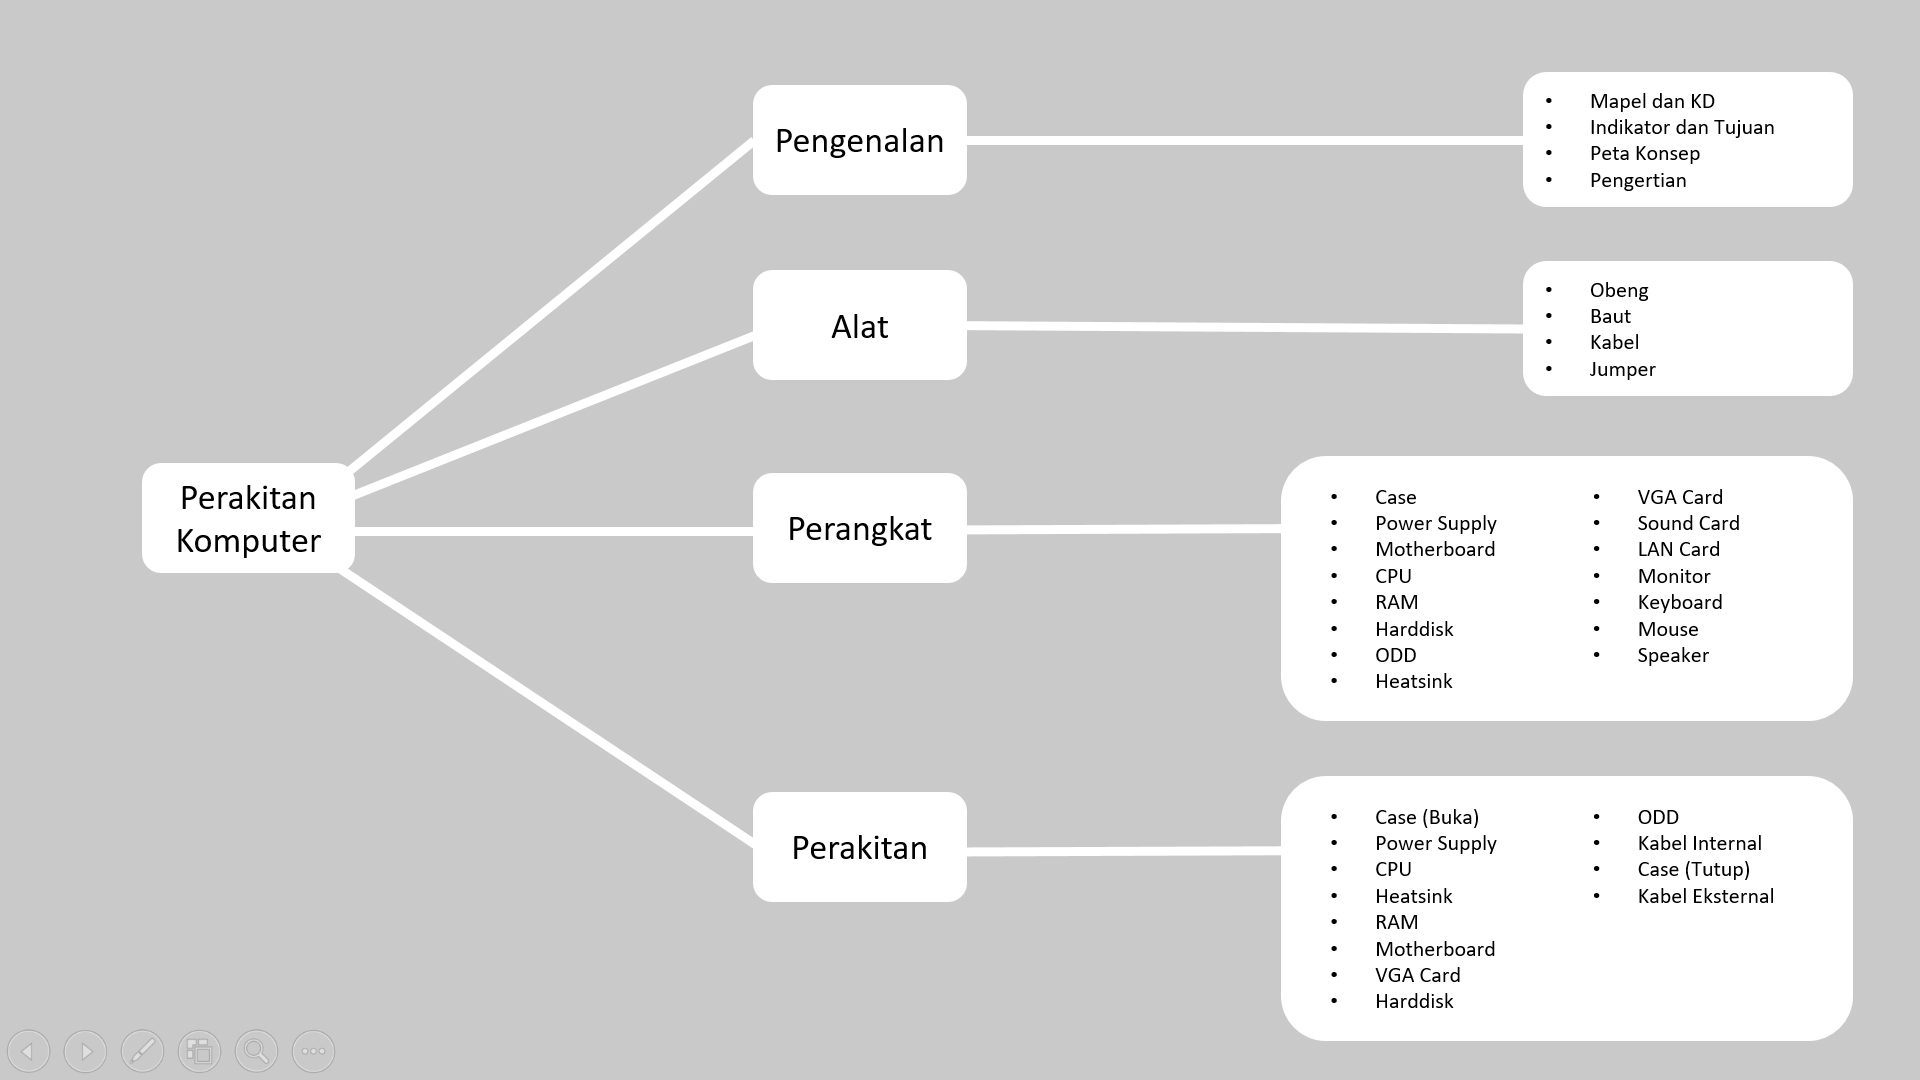 Perakitan
Komputer
Pengenalan
• Mapel dan KD
• Indikator dan Tujuan
• Peta Konsep
• Pengertian
Alat
• Obeng
• Baut
• Kabel
• Jumper
Perangkat
• Case
• Power Supply
• Motherboard
• CPU
• RAM
• Harddisk
• ODD
• Heatsink
• VGA Card
• Sound Card
• LAN Card
• Monitor
• Keyboard
• Mouse
• Speaker
Perakitan
• Case (Buka)
• Power Supply
• CPU
• Heatsink
• RAM
• Motherboard
• VGA Card
• Harddisk
• ODD
• Kabel Internal
• Case (Tutup)
• Kabel Eksternal